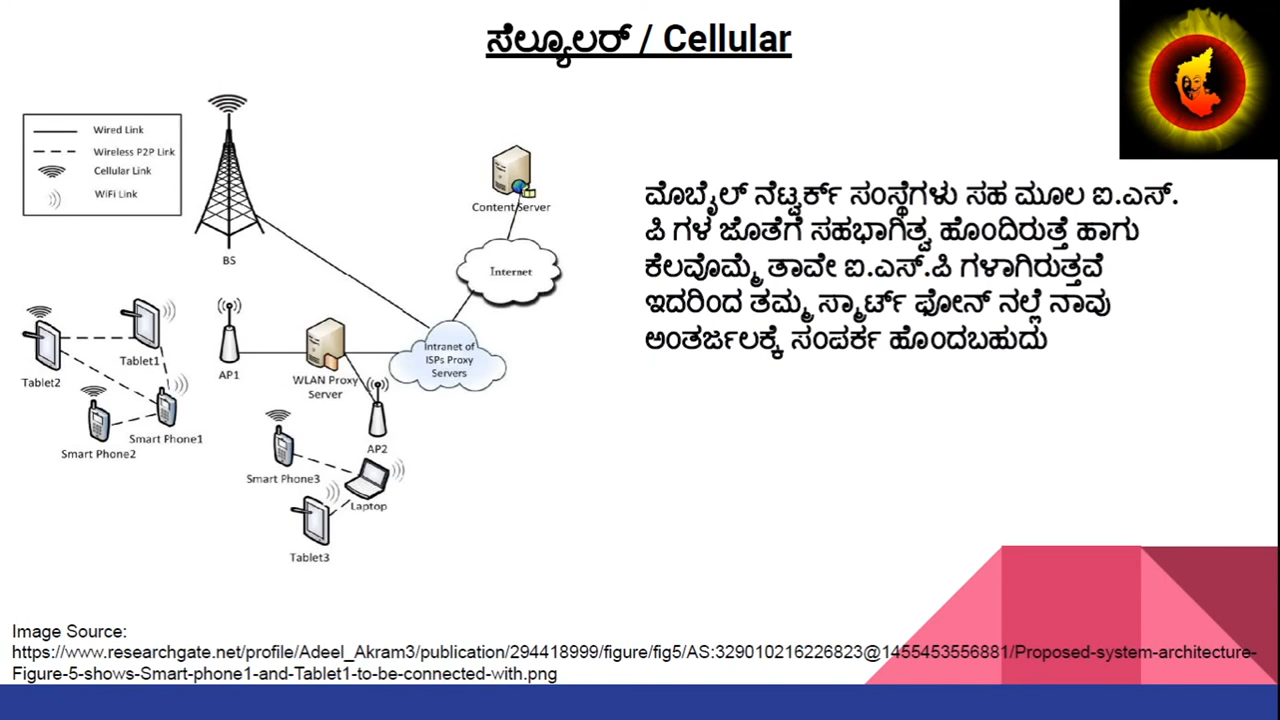 ಸೆಲ್ಯೂಲರ್ / Cellular
Wired Link
Wireless P2P Link
Cellular Link
WiFi Link
BS
Content Server
Internet
Intranet of
ISPs Proxy
Servers
Tablet1
Tablet2
AP1
WLAN Proxy
Server
Smart Phone1
Smart Phone2
AP2
Smart Phone3
Laptop
Tablet3
ಮೊಬೈಲ್ ನೆಟ್ವರ್ಕ್ ಸಂಸ್ಥೆಗಳು ಸಹ ಮೂಲ ಐ.ಎಸ್.
ಪಿ ಗಳ ಜೊತೆಗೆ ಸಹಭಾಗಿತ್ವ ಹೊಂದಿರುತ್ತೆ ಹಾಗು
ಕೆಲವೊಮ್ಮೆ ತಾವೇ ಐ.ಎಸ್.ಪಿ ಗಳಾಗಿರುತ್ತವೆ
ಇದರಿಂದ ತಮ್ಮ ಸ್ಮಾರ್ಟ್ ಫೋನ್ ನಲ್ಲೆ ನಾವು
ಅಂತರ್ಜಲಕ್ಕೆ ಸಂಪರ್ಕ ಹೊಂದಬಹುದು
Image Source:
https://www.researchgate.net/profile/Adeel_Akram3/publication/294418999/figure/fig5/AS:329010216226823@1455453556881/Proposed-system-architecture-
Figure-5-shows-Smart-phone1-and-Tablet1-to-be-connected-with.png